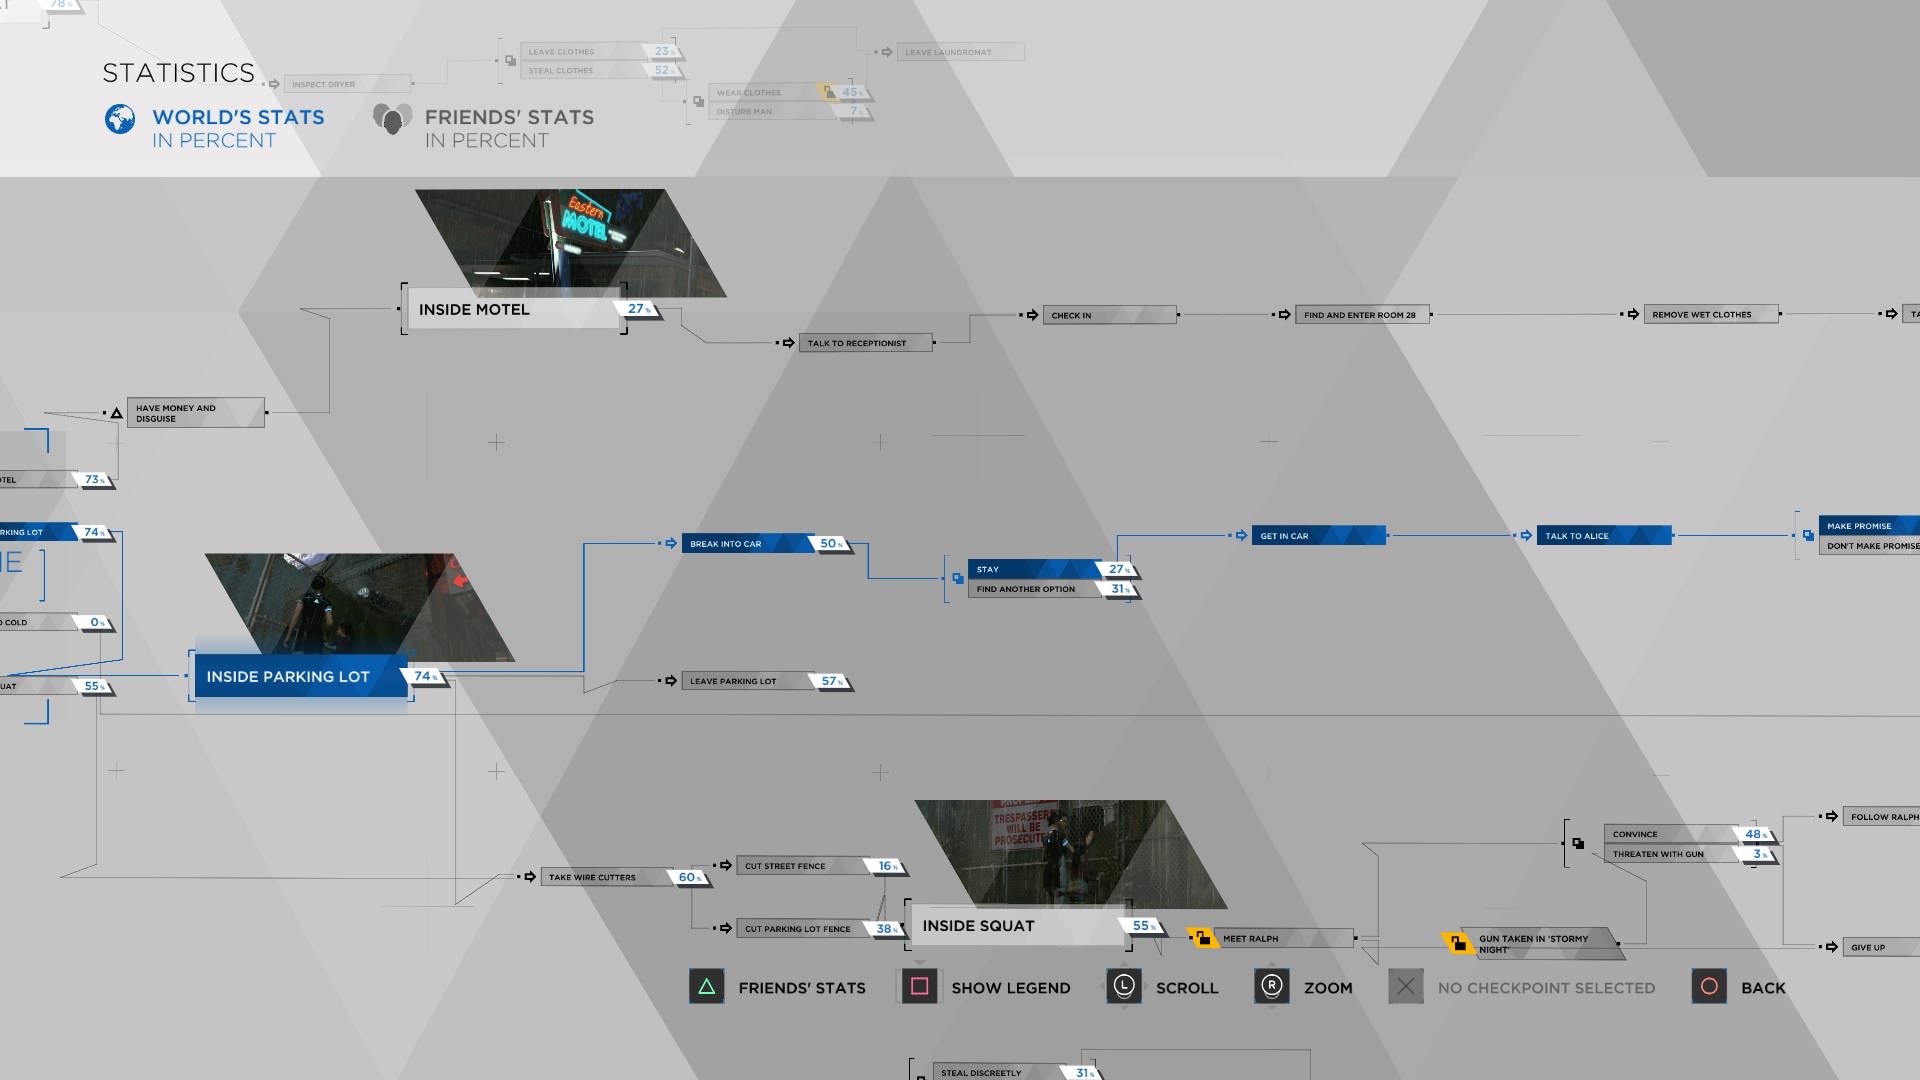 78%
LEAVE CLOTHES 23%
STEAL CLOTHES 52%
LEAVE LAUNDROMAT
STATISTICS
INSPECT DRYER
WEAR CLOTHES 45%
DISTURB MAN 7%
WORLD'S STATS
IN PERCENT
FRIENDS' STATS
IN PERCENT
Eastern
MOTEL
INSIDE MOTEL 27%
TALK TO RECEPTIONIST
CHECK IN
FIND AND ENTER ROOM 28
REMOVE WET CLOTHES
TA
HAVE MONEY AND
DISGUISE
OTEL 73%
RKING LOT 74%
NE
O COLD 0%
UAT 55%
INSIDE PARKING LOT 74%
BREAK INTO CAR 50%
STAY 27%
FIND ANOTHER OPTION 31%
GET IN CAR
TALK TO ALICE
MAKE PROMISE
DON'T MAKE PROMISE
LEAVE PARKING LOT 57%
TAKE WIRE CUTTERS 60%
CUT STREET FENCE 16%
CUT PARKING LOT FENCE 38%
TRESPASSERS
WILL BE
PROSECUTED
INSIDE SQUAT 55%
MEET RALPH
CONVINCE 48%
THREATEN WITH GUN 3%
GUN TAKEN IN 'STORMY
NIGHT'
FOLLOW RALPH
GIVE UP
FRIENDS' STATS
SHOW LEGEND
L SCROLL
R ZOOM
NO CHECKPOINT SELECTED
BACK
STEAL DISCREETLY 31%